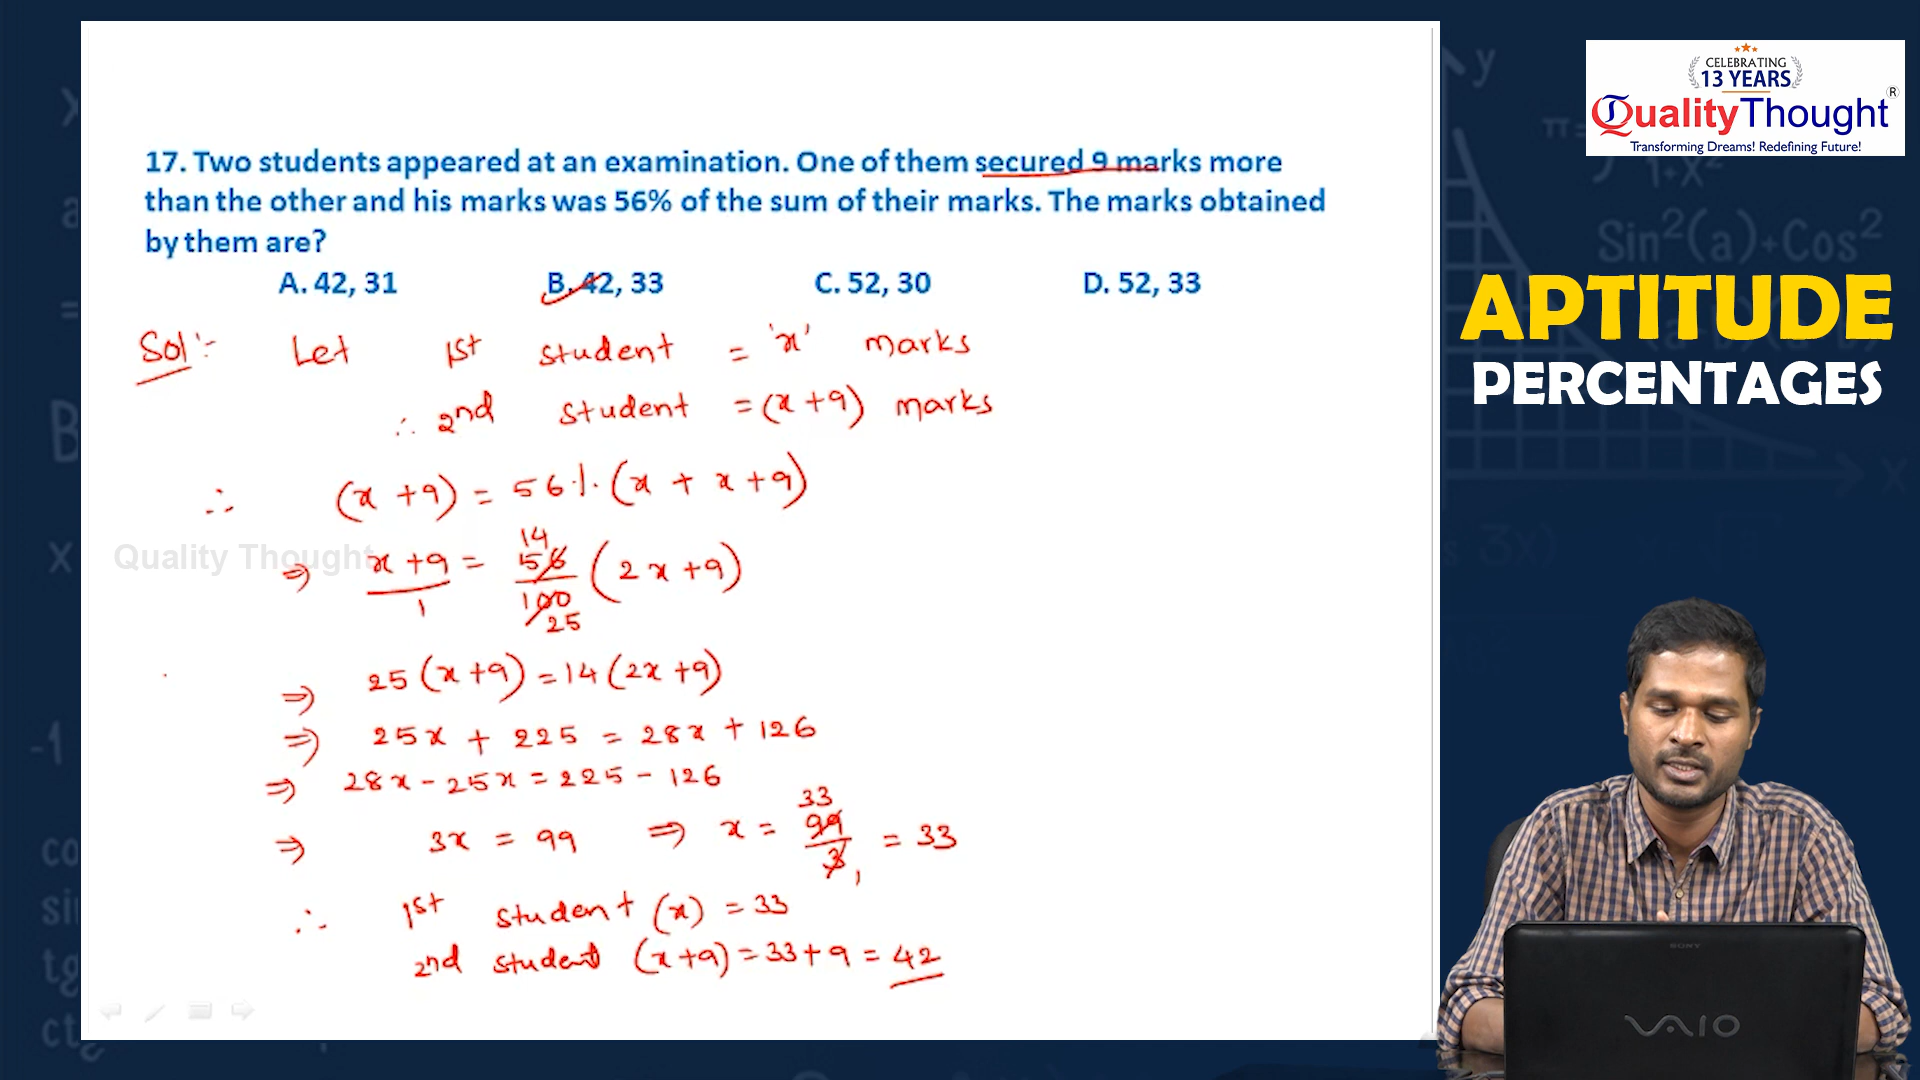 CELEBRATING
13 YEARS
QualityThought®
Transforming Dreams! Redefining Future!
17. Two students appeared at an examination. One of them secured 9 marks more
than the other and his marks was 56% of the sum of their marks. The marks obtained
by them are?
A. 42, 31 B. 42, 33 C. 52, 30 D. 52, 33
APTITUDE
PERCENTAGES
Sol:- Let 1st student = 'x' marks
∴ 2nd student = (x+9) marks
∴ (x+9) = 56%(x + x+9)
14
⇒ x+9/1 = 56/100 (2x+9)
25
⇒ 25(x+9) = 14(2x+9)
⇒ 25x + 225 = 28x + 126
⇒ 28x - 25x = 225 - 126
33
⇒ 3x = 99 ⇒ x = 99/3 = 33
1
∴ 1st student (x) = 33
2nd student (x+9) = 33+9 = 42
Quality Thought
y
1+x²
Sin²(a)+Cos²
X
-1
SONY
VAIO